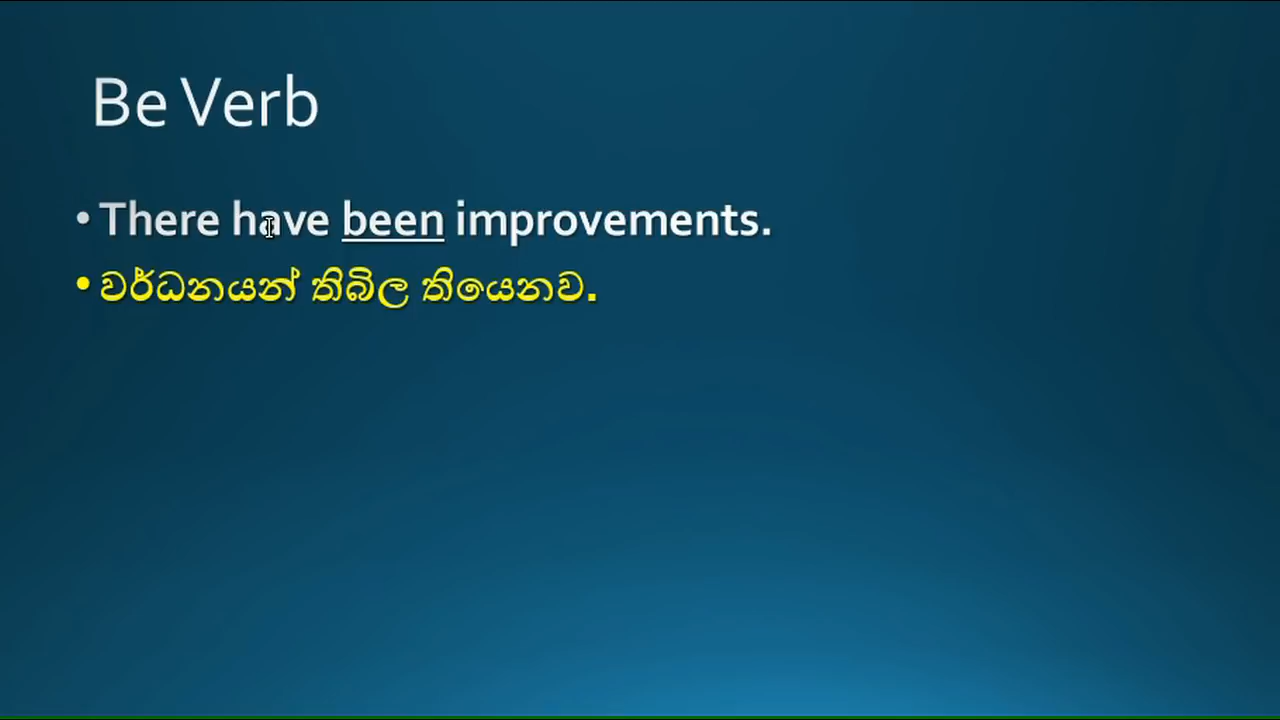 Be Verb
• There have been improvements.
• වර්ධනයන් තිබිල තියෙනව.